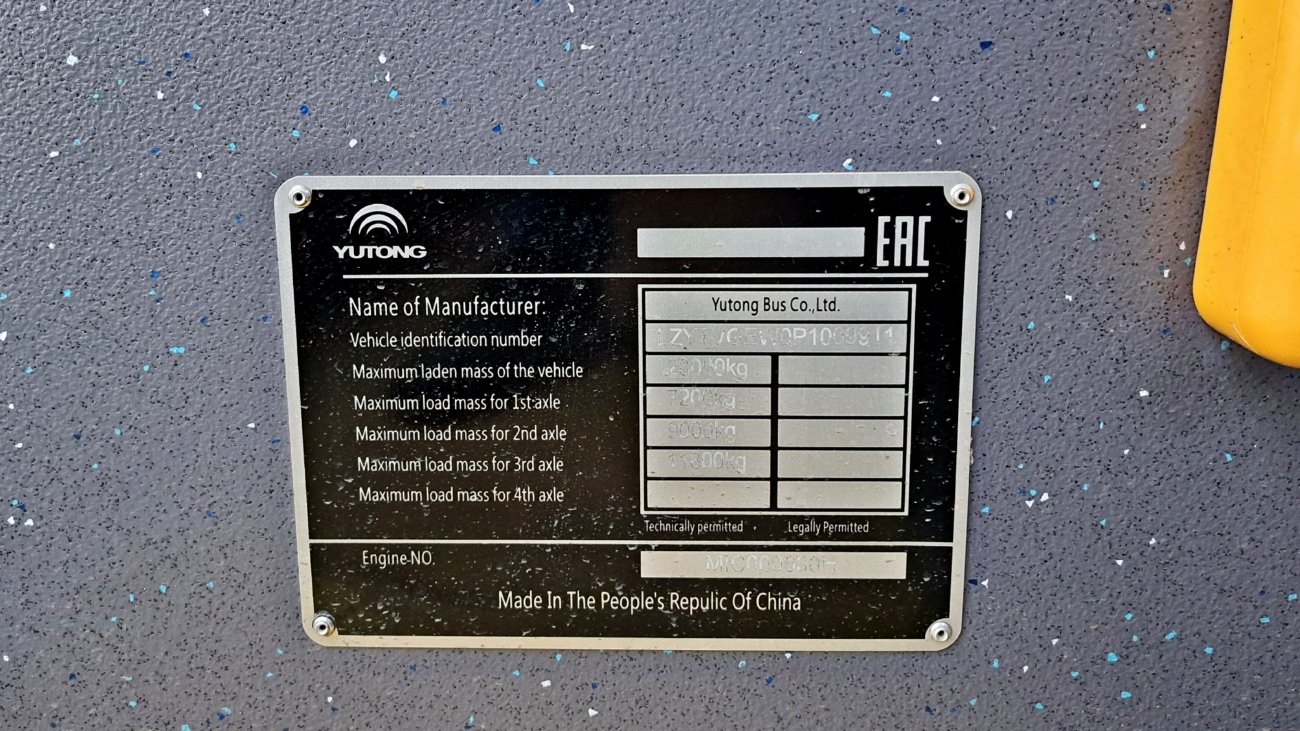 YUTONG
EAC
Name of Manufacturer: Yutong Bus Co.,Ltd.
Vehicle identification number
Maximum laden mass of the vehicle
Maximum load mass for 1st axle 7200kg
Maximum load mass for 2nd axle 9000kg
Maximum load mass for 3rd axle
Maximum load mass for 4th axle
Technically permitted Legally Permitted
Engine NO.
Made In The People's Repulic Of China